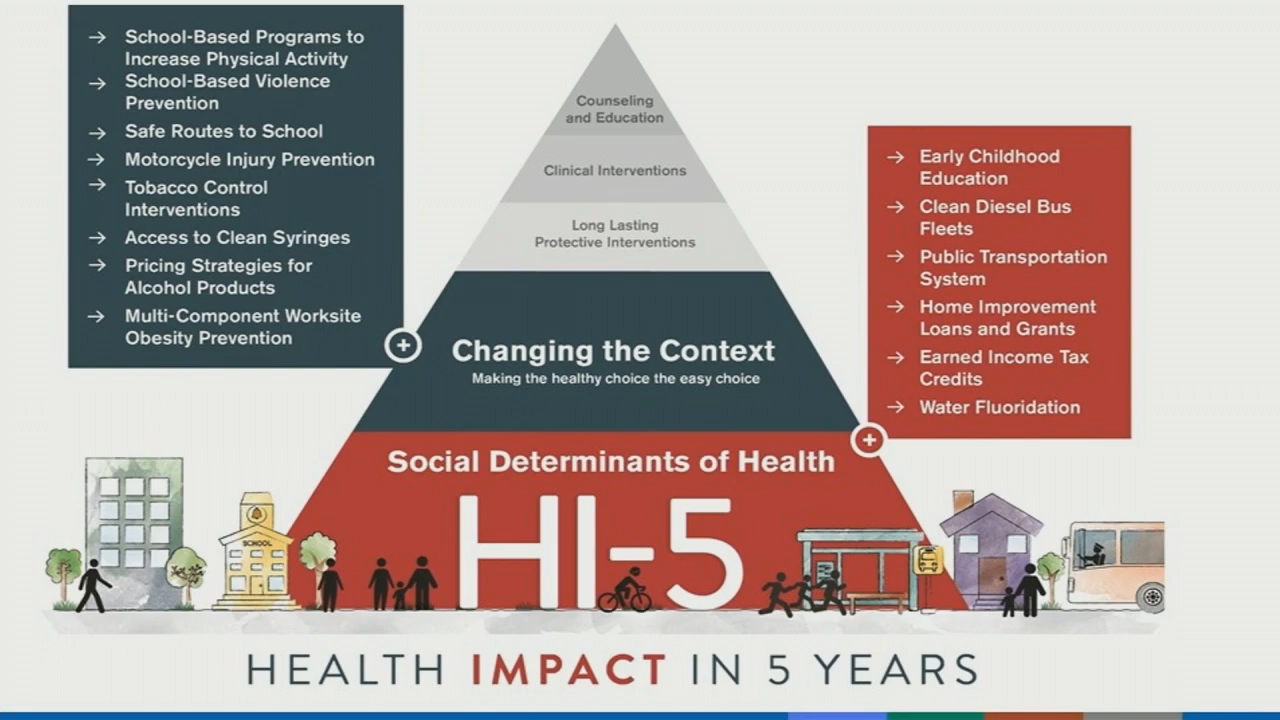 School-Based Programs to
Increase Physical Activity
School-Based Violence
Prevention
Safe Routes to School
Motorcycle Injury Prevention
Tobacco Control
Interventions
Access to Clean Syringes
Pricing Strategies for
Alcohol Products
Multi-Component Worksite
Obesity Prevention
Counseling
and Education
Clinical Interventions
Long Lasting
Protective Interventions
Changing the Context
Making the healthy choice the easy choice
Early Childhood
Education
Clean Diesel Bus
Fleets
Public Transportation
System
Home Improvement
Loans and Grants
Earned Income Tax
Credits
Water Fluoridation
Social Determinants of Health
HI-5
SCHOOL
HEALTH IMPACT IN 5 YEARS